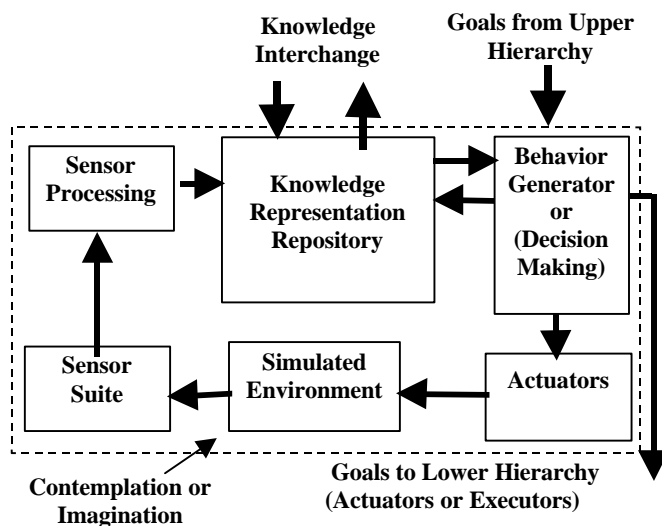 Knowledge
Interchange
Goals from Upper
Hierarchy
Sensor
Processing
Knowledge
Representation
Repository
Behavior
Generator
or
(Decision
Making)
Sensor
Suite
Simulated
Environment
Actuators
Contemplation or
Imagination
Goals to Lower Hierarchy
(Actuators or Executors)